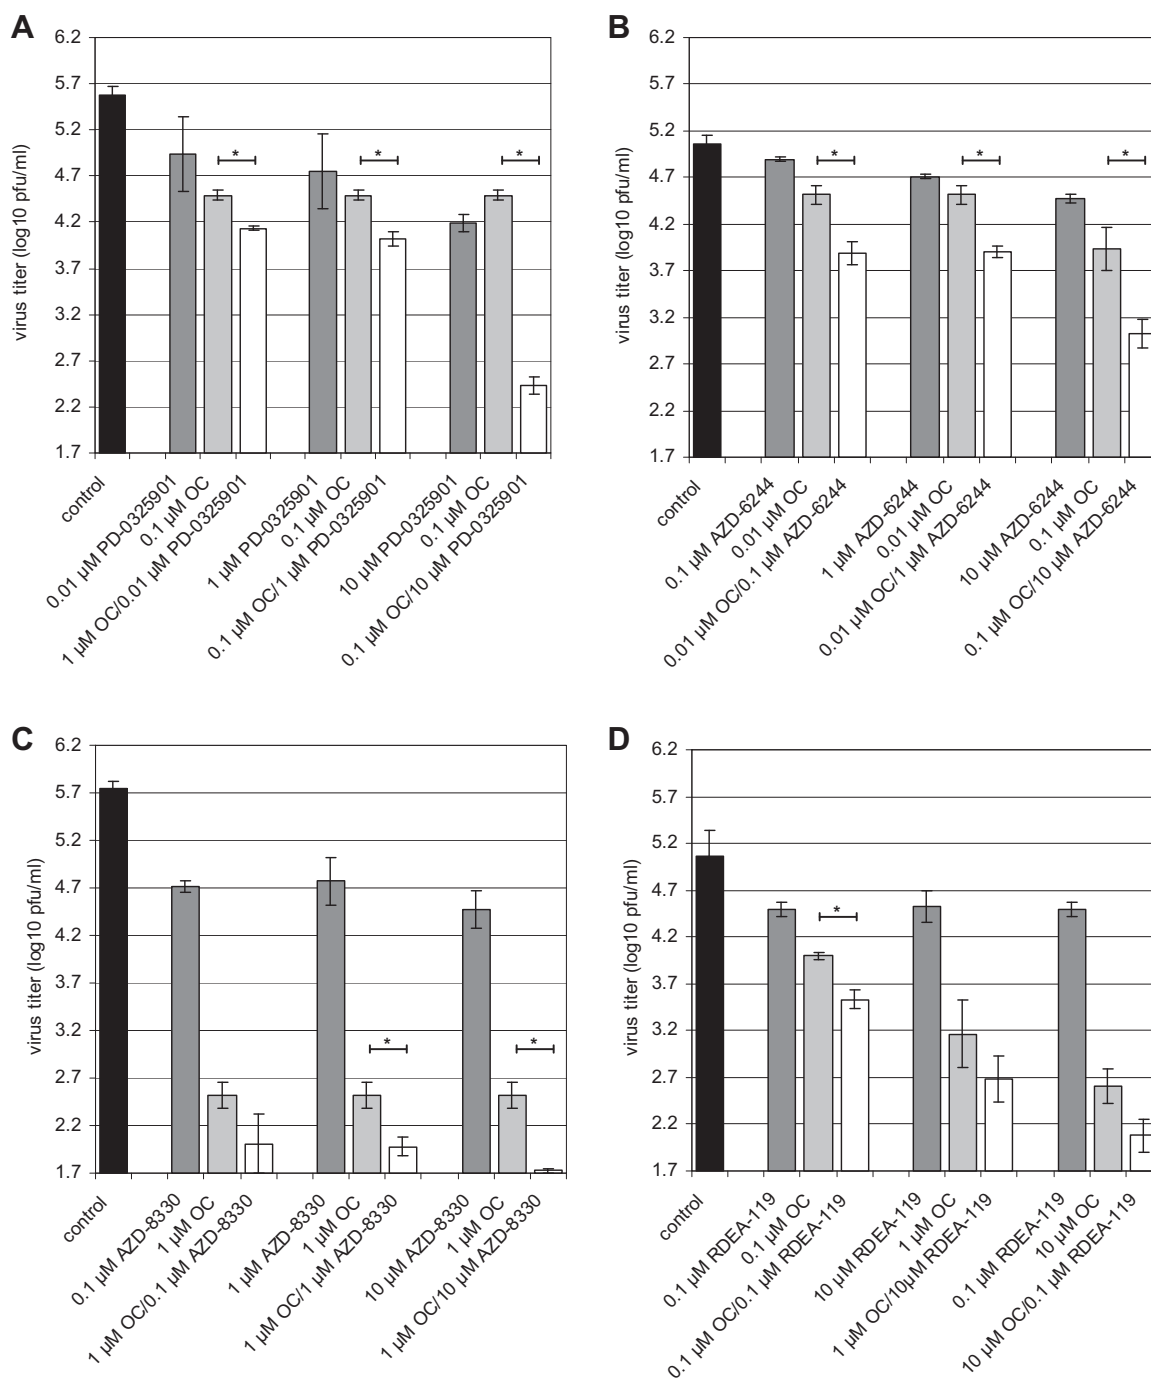 A
6.2
5.7
5.2
4.7
4.2
3.7
3.2
2.7
2.2
1.7
virus titer (log10 pfu/ml)
* * *
control
0.01 µM PD-0325901
0.1 µM OC
1 µM OC/0.01 µM PD-0325901
1 µM PD-0325901
0.1 µM OC
0.1 µM OC/1 µM PD-0325901
10 µM PD-0325901
0.1 µM OC
0.1 µM OC/10 µM PD-0325901
B
6.2
5.7
5.2
4.7
4.2
3.7
3.2
2.7
2.2
1.7
virus titer (log10 pfu/ml)
* * *
control
0.1 µM AZD-6244
0.01 µM OC
0.01 µM OC/0.1 µM AZD-6244
1 µM AZD-6244
0.01 µM OC
0.01 µM OC/1 µM AZD-6244
10 µM AZD-6244
0.1 µM OC
0.1 µM OC/10 µM AZD-6244
C
6.2
5.7
5.2
4.7
4.2
3.7
3.2
2.7
2.2
1.7
virus titer (log10 pfu/ml)
* *
control
0.1 µM AZD-8330
1 µM OC
1 µM OC/0.1 µM AZD-8330
1 µM AZD-8330
1 µM OC
1 µM OC/1 µM AZD-8330
10 µM AZD-8330
1 µM OC
1 µM OC/10 µM AZD-8330
D
6.2
5.7
5.2
4.7
4.2
3.7
3.2
2.7
2.2
1.7
virus titer (log10 pfu/ml)
*
control
0.1 µM RDEA-119
0.1 µM OC
0.1 µM OC/0.1 µM RDEA-119
10 µM RDEA-119
1 µM OC
1 µM OC/10µM RDEA-119
0.1 µM RDEA-119
10 µM OC
10 µM OC/0.1 µM RDEA-119